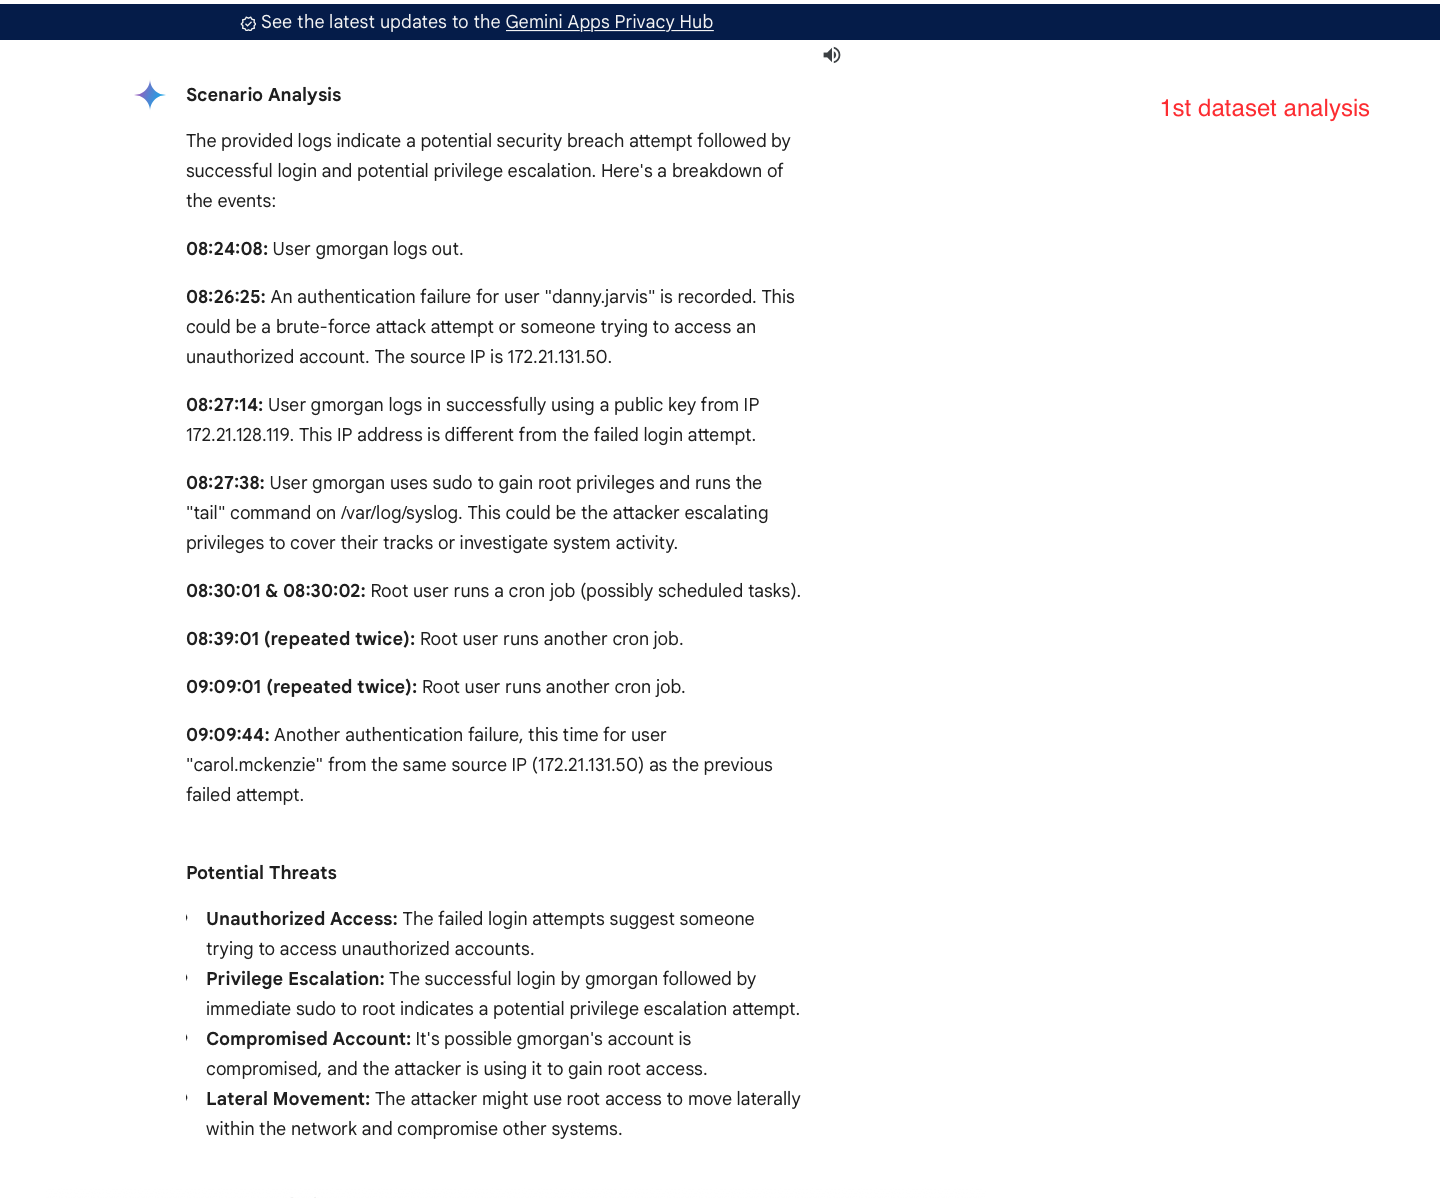 See the latest updates to the Gemini Apps Privacy Hub
Scenario Analysis
1st dataset analysis
The provided logs indicate a potential security breach attempt followed by
successful login and potential privilege escalation. Here's a breakdown of
the events:
08:24:08: User gmorgan logs out.
08:26:25: An authentication failure for user "danny.jarvis" is recorded. This
could be a brute-force attack attempt or someone trying to access an
unauthorized account. The source IP is 172.21.131.50.
08:27:14: User gmorgan logs in successfully using a public key from IP
172.21.128.119. This IP address is different from the failed login attempt.
08:27:38: User gmorgan uses sudo to gain root privileges and runs the
"tail" command on /var/log/syslog. This could be the attacker escalating
privileges to cover their tracks or investigate system activity.
08:30:01 & 08:30:02: Root user runs a cron job (possibly scheduled tasks).
08:39:01 (repeated twice): Root user runs another cron job.
09:09:01 (repeated twice): Root user runs another cron job.
09:09:44: Another authentication failure, this time for user
"carol.mckenzie" from the same source IP (172.21.131.50) as the previous
failed attempt.
Potential Threats
Unauthorized Access: The failed login attempts suggest someone
trying to access unauthorized accounts.
Privilege Escalation: The successful login by gmorgan followed by
immediate sudo to root indicates a potential privilege escalation attempt.
Compromised Account: It's possible gmorgan's account is
compromised, and the attacker is using it to gain root access.
Lateral Movement: The attacker might use root access to move laterally
within the network and compromise other systems.